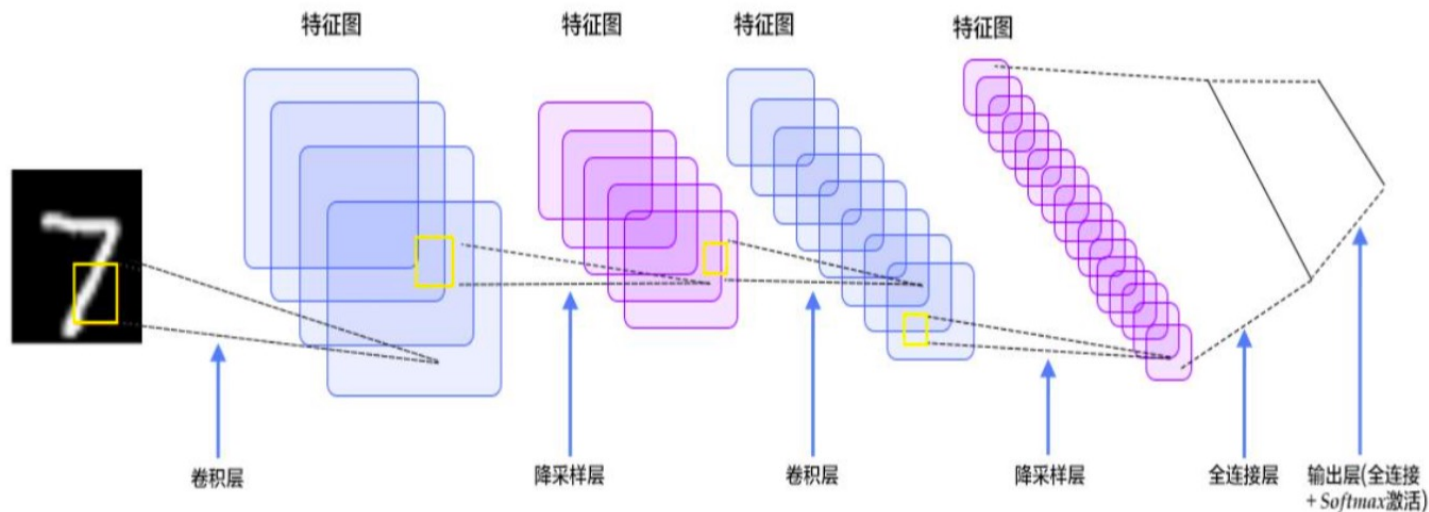 特征图
特征图
特征图
特征图
7
卷积层
降采样层
卷积层
降采样层
全连接层
输出层(全连接
+ Softmax激活)